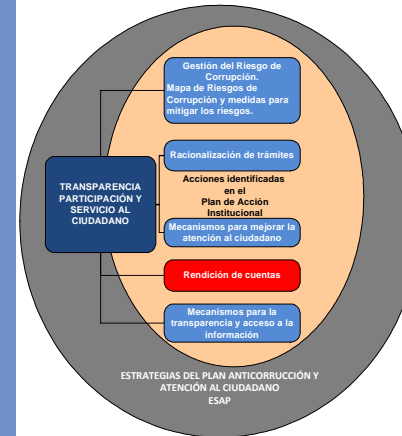 Gestión del Riesgo de
Corrupción.
Mapa de Riesgos de
Corrupción y medidas para
mitigar los riesgos.
Racionalización de trámites
TRANSPARENCIA
PARTICIPACIÓN Y
SERVICIO AL
CIUDADANO
Acciones identificadas
en el
Plan de Acción
Institucional
Mecanismos para mejorar la
atención al ciudadano
Rendición de cuentas
Mecanismos para la
transparencia y acceso a la
información
ESTRATEGIAS DEL PLAN ANTICORRUCCIÓN Y
ATENCIÓN AL CIUDADANO
ESAP